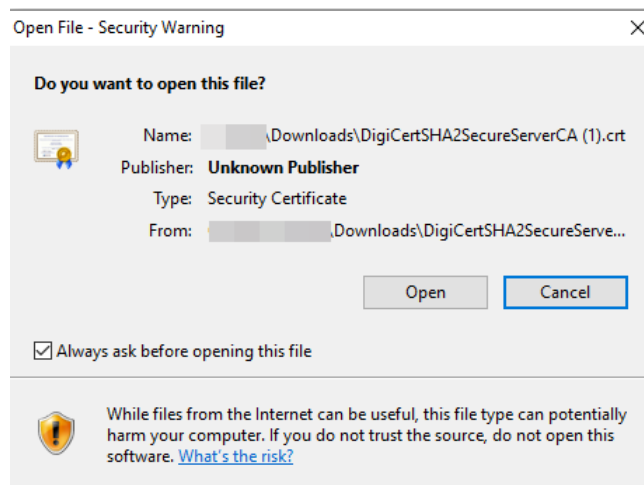 Open File - Security Warning
Do you want to open this file?
Name: \Downloads\DigiCertSHA2SecureServerCA (1).crt
Publisher: Unknown Publisher
Type: Security Certificate
From: \Downloads\DigiCertSHA2SecureServe...
Open Cancel
Always ask before opening this file
While files from the Internet can be useful, this file type can potentially
harm your computer. If you do not trust the source, do not open this
software. What's the risk?